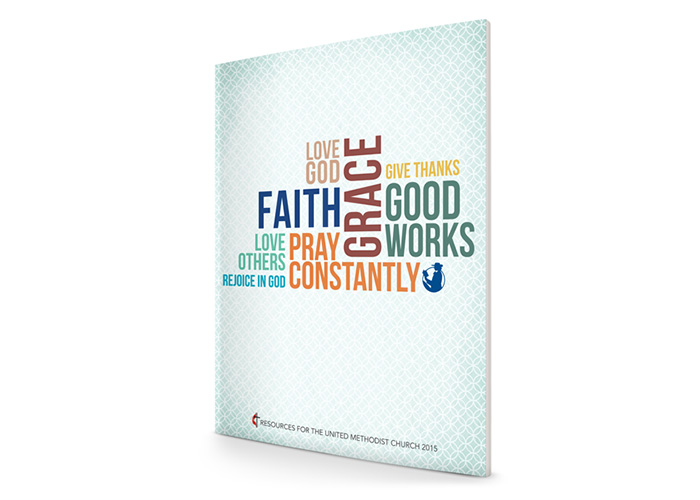 LOVE
GOD
GRACE
GIVE THANKS
FAITH
GOOD
WORKS
LOVE
OTHERS
PRAY
CONSTANTLY
REJOICE IN GOD
RESOURCES FOR THE UNITED METHODIST CHURCH 2015